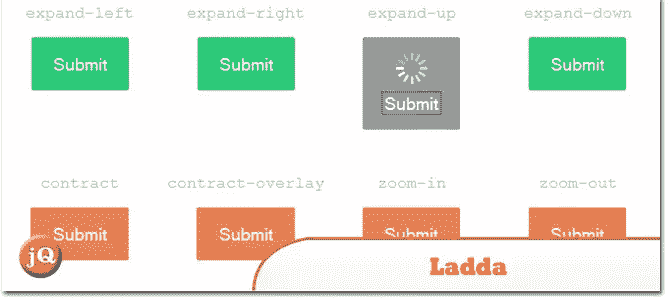 expand-left expand-right expand-up expand-down
Submit Submit Submit Submit
contract contract-overlay zoom-in zoom-out
Submit Submit Submit Submit
jQ
Ladda